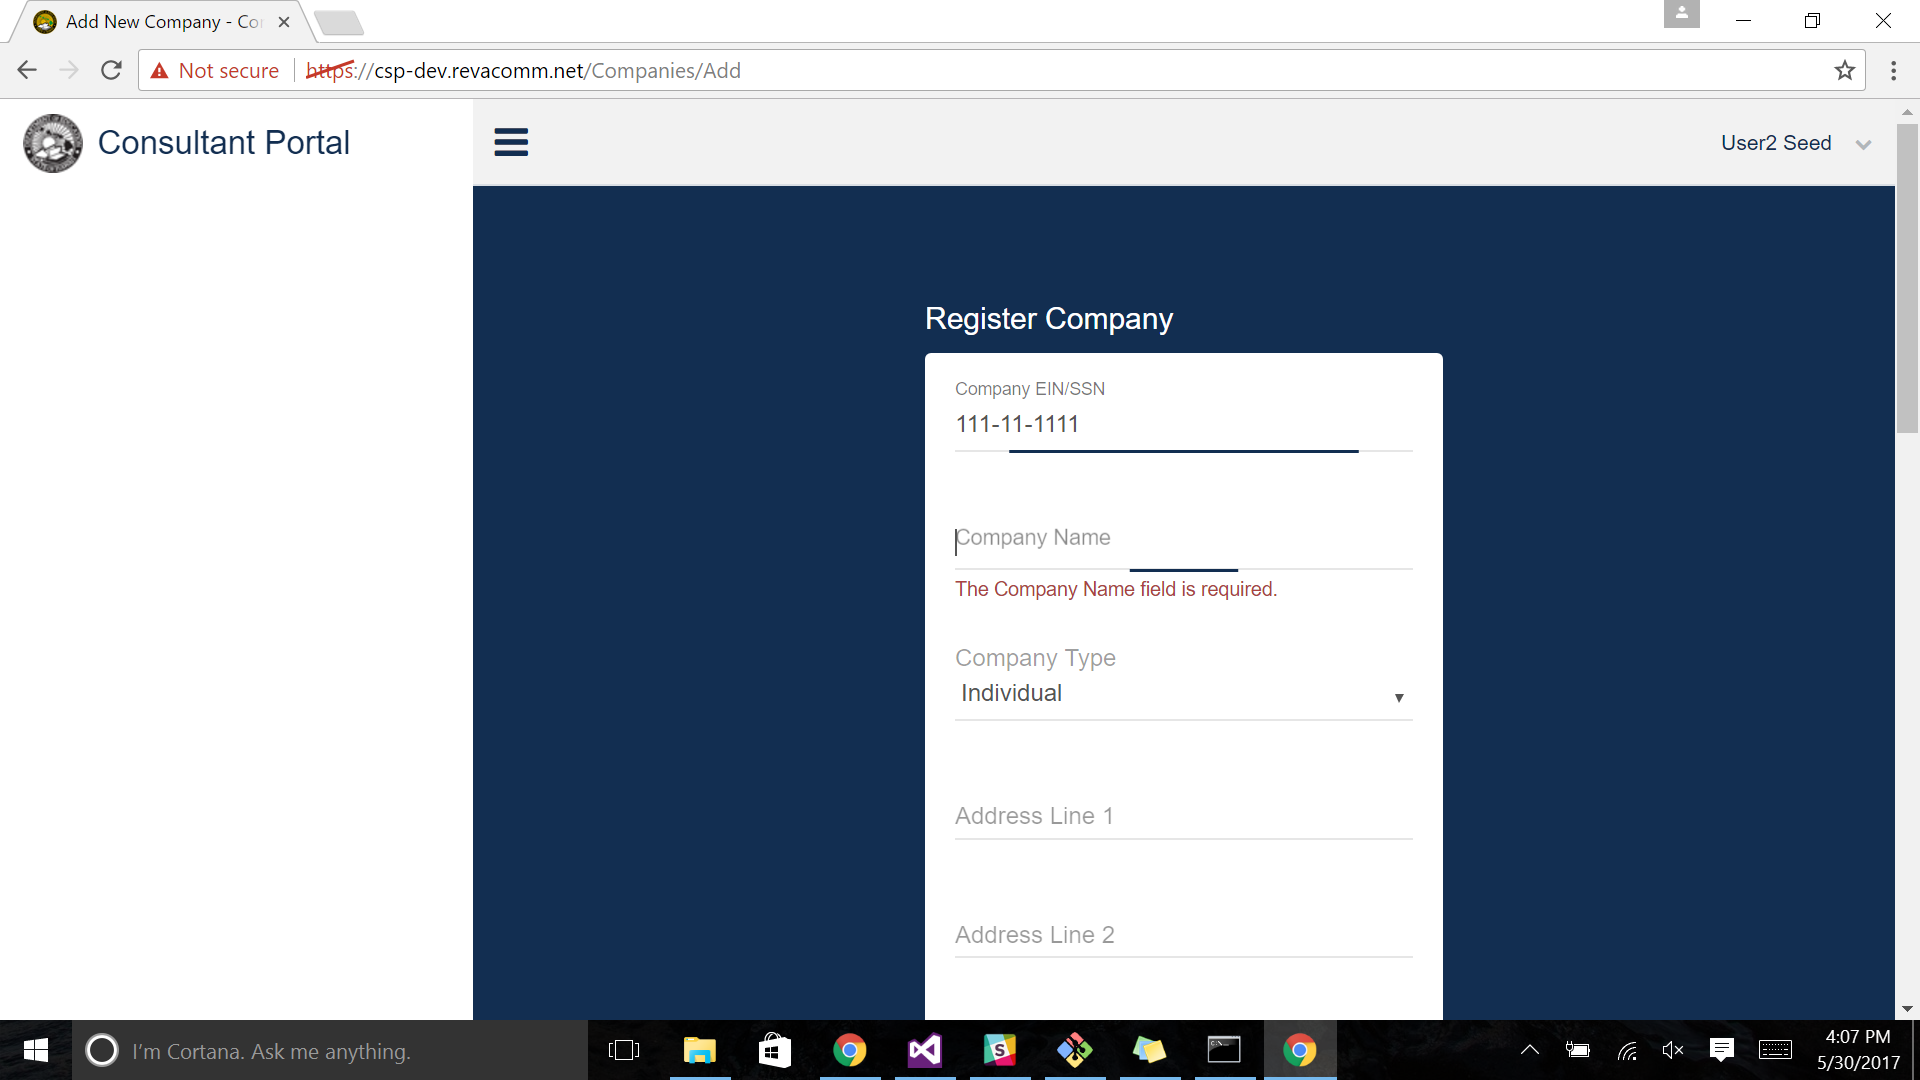 Add New Company - Co
Not secure
https://csp-dev.revacomm.net/Companies/Add
Consultant Portal
User2 Seed
Register Company
Company EIN/SSN
111-11-1111
Company Name
The Company Name field is required.
Company Type
Individual
Address Line 1
Address Line 2
I'm Cortana. Ask me anything.
4:07 PM
5/30/2017